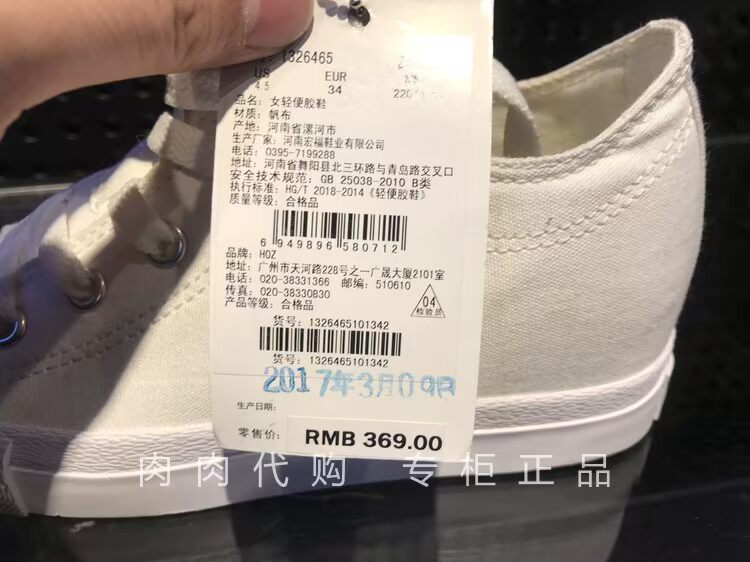 1326465
US EUR
4.5 34
品名: 女轻便胶鞋
材质: 帆布
产地: 河南省漯河市
生产厂家: 河南宏福鞋业有限公司
电话: 0395-7199288
地址: 河南省舞阳县北三环路与青岛路交叉口
安全技术规范: GB 25038-2010 B类
执行标准: HG/T 2018-2014《轻便胶鞋》
质量等级: 合格品
6 949896 580712
品牌: HOZ
地址: 广州市天河路228号之一广晟大厦2101室
电话: 020-38331366 邮编: 510610
传真: 020-38330830
产品等级: 合格品
04
检验员
货号: 1326465101342
货号: 1326465101342
2017年3月09日
生产日期:
零售价: RMB 369.00
肉肉代购 专柜正品